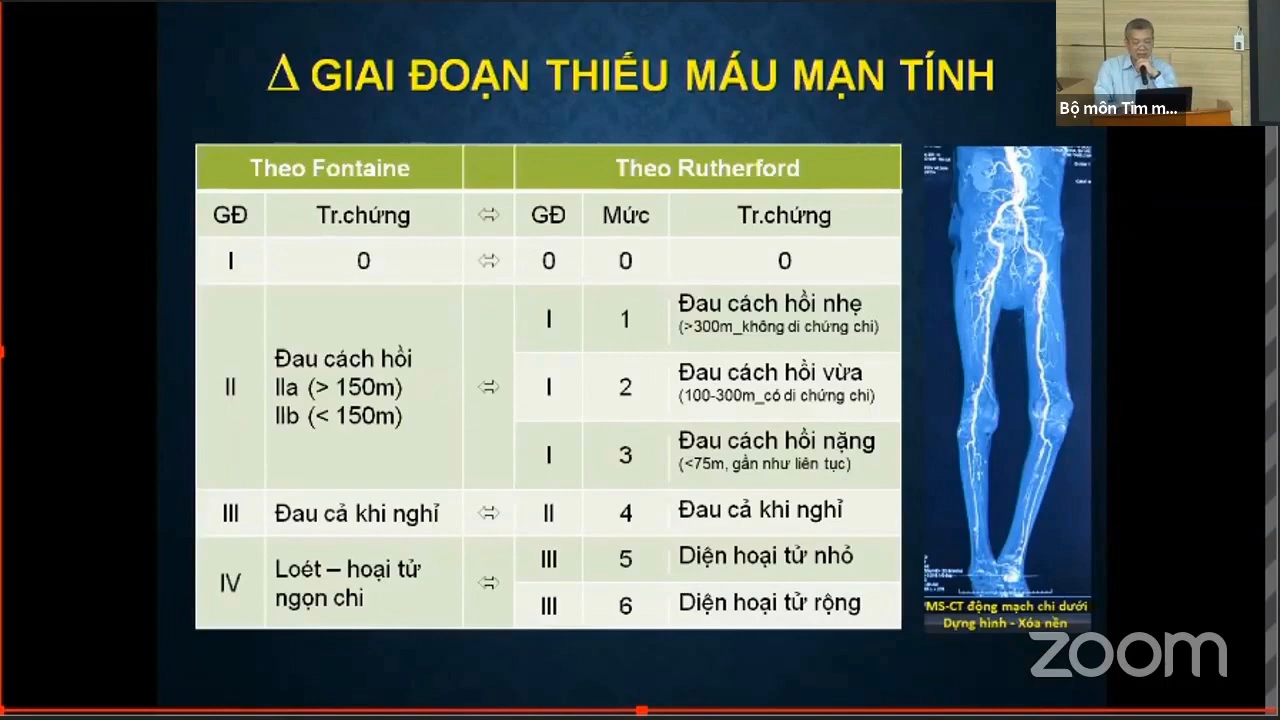 Δ GIAI ĐOẠN THIẾU MÁU MẠN TÍNH
Bộ môn Tim m...
Theo Fontaine Theo Rutherford
GĐ Tr.chứng ⇔ GĐ Mức Tr.chứng
I 0 ⇔ 0 0 0
II
Đau cách hồi
IIa (> 150m)
IIb (< 150m)
⇔
I 1 Đau cách hồi nhẹ
(>300m_không di chứng chi)
I 2 Đau cách hồi vừa
(100-300m_có di chứng chi)
I 3 Đau cách hồi nặng
(<75m, gần như liên tục)
III Đau cả khi nghỉ ⇔ II 4 Đau cả khi nghỉ
IV
Loét – hoại tử
ngọn chi
⇔
III 5 Diện hoại tử nhỏ
III 6 Diện hoại tử rộng
MS-CT động mạch chi dưới
Dựng hình - Xóa nền
zoom